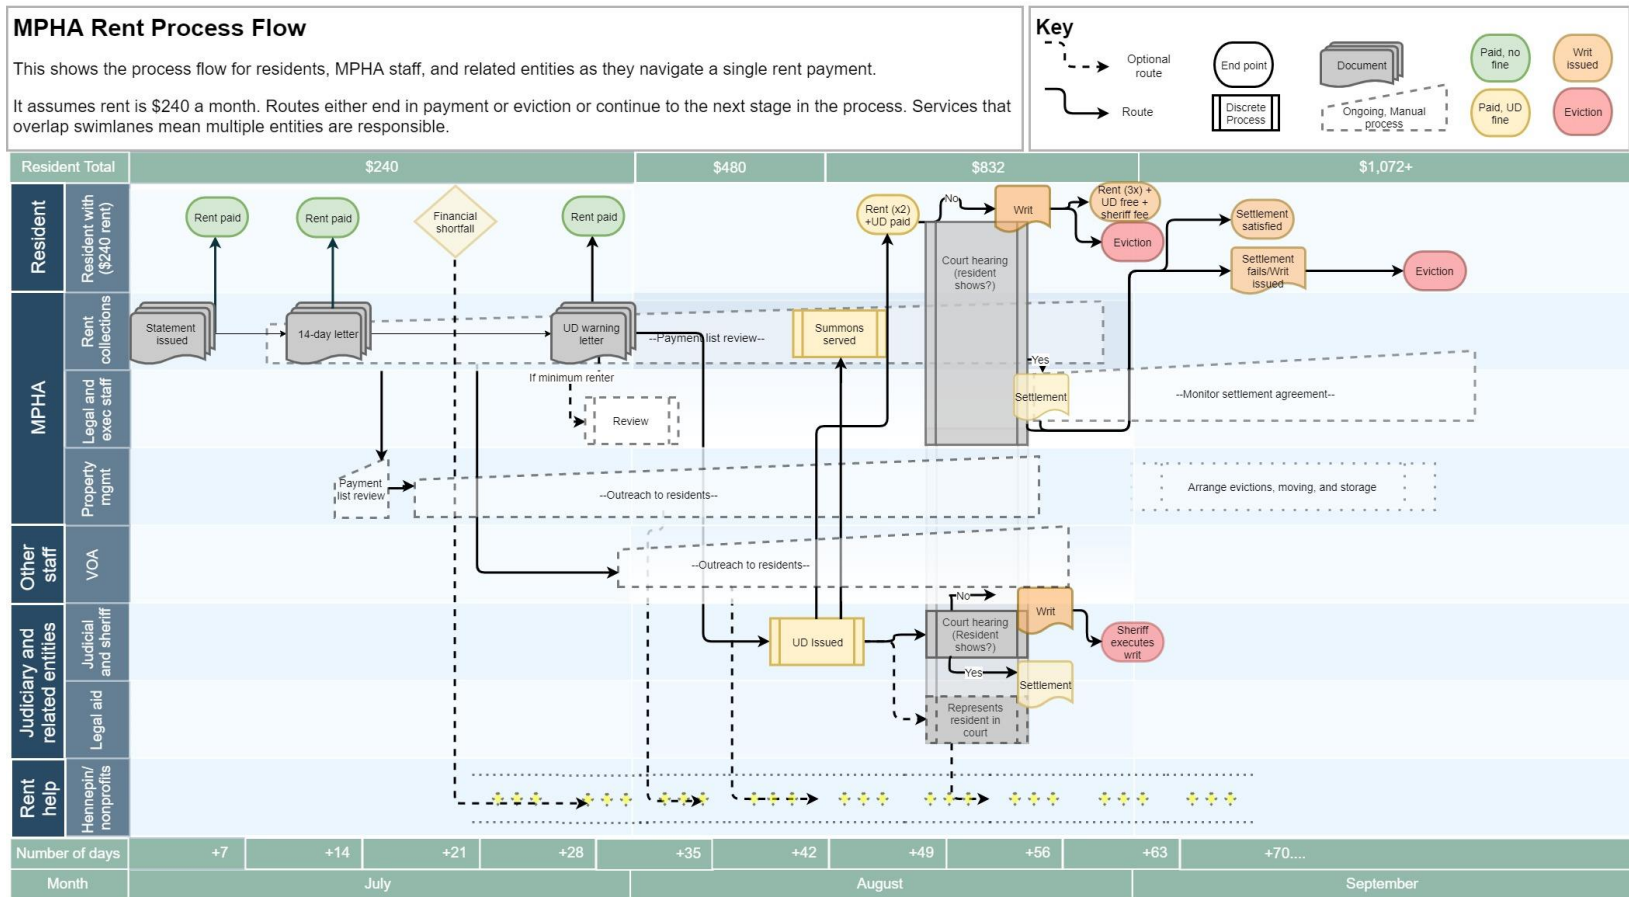 MPHA Rent Process Flow
This shows the process flow for residents, MPHA staff, and related entities as they navigate a single rent payment.
It assumes rent is $240 a month. Routes either end in payment or eviction or continue to the next stage in the process. Services that
overlap swimlanes mean multiple entities are responsible.
Key
Optional
route
Route
End point
Discrete
Process
Document
Ongoing, Manual
process
Paid, no
fine
Writ
issued
Paid, UD
fine
Eviction
Resident Total
$240
$480
$832
$1,072+
Resident
Resident with
($240 rent)
Rent paid
Rent paid
Financial
shortfall
Rent paid
Rent (x2)
+UD paid
No
Writ
Rent (3x) +
UD free +
sheriff fee
Eviction
Court hearing
(resident
shows?)
Settlement
satisfied
Settlement
fails/Writ
issued
Eviction
MPHA
Rent
collections
Statement
issued
14-day letter
UD warning
letter
--Payment list review--
Summons
served
Yes
Legal and
exec staff
If minimum renter
Review
Settlement
--Monitor settlement agreement--
Property
mgmt
Payment
list review
--Outreach to residents--
Arrange evictions, moving, and storage
Other
staff
VOA
--Outreach to residents--
Judiciary and
related entities
Judicial
and sheriff
UD Issued
No
Court hearing
(Resident
shows?)
Writ
Sheriff
executes
writ
Yes
Settlement
Legal aid
Represents
resident in
court
Rent
help
Hennepin/
nonprofits
Number of days
+7
+14
+21
+28
+35
+42
+49
+56
+63
+70....
Month
July
August
September